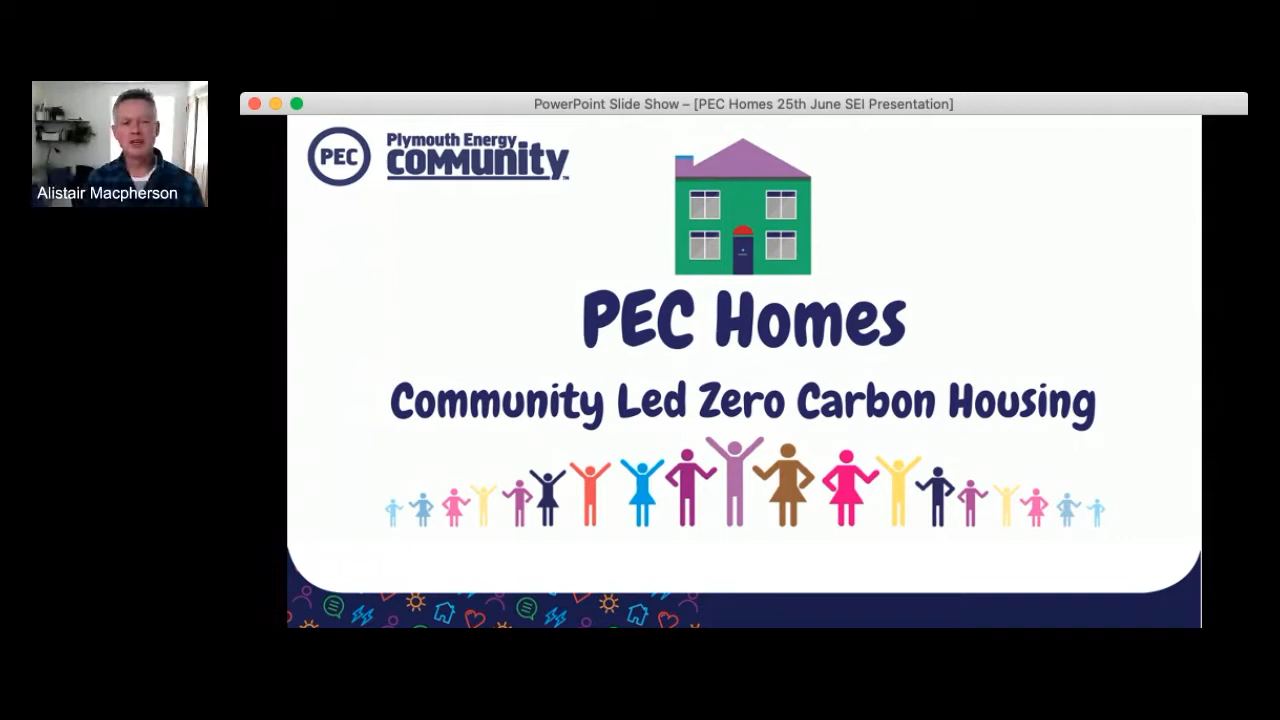 PowerPoint Slide Show – [PEC Homes 25th June SEI Presentation]
Alistair Macpherson
PEC
Plymouth Energy
community
TM
PEC Homes
Community Led Zero Carbon Housing